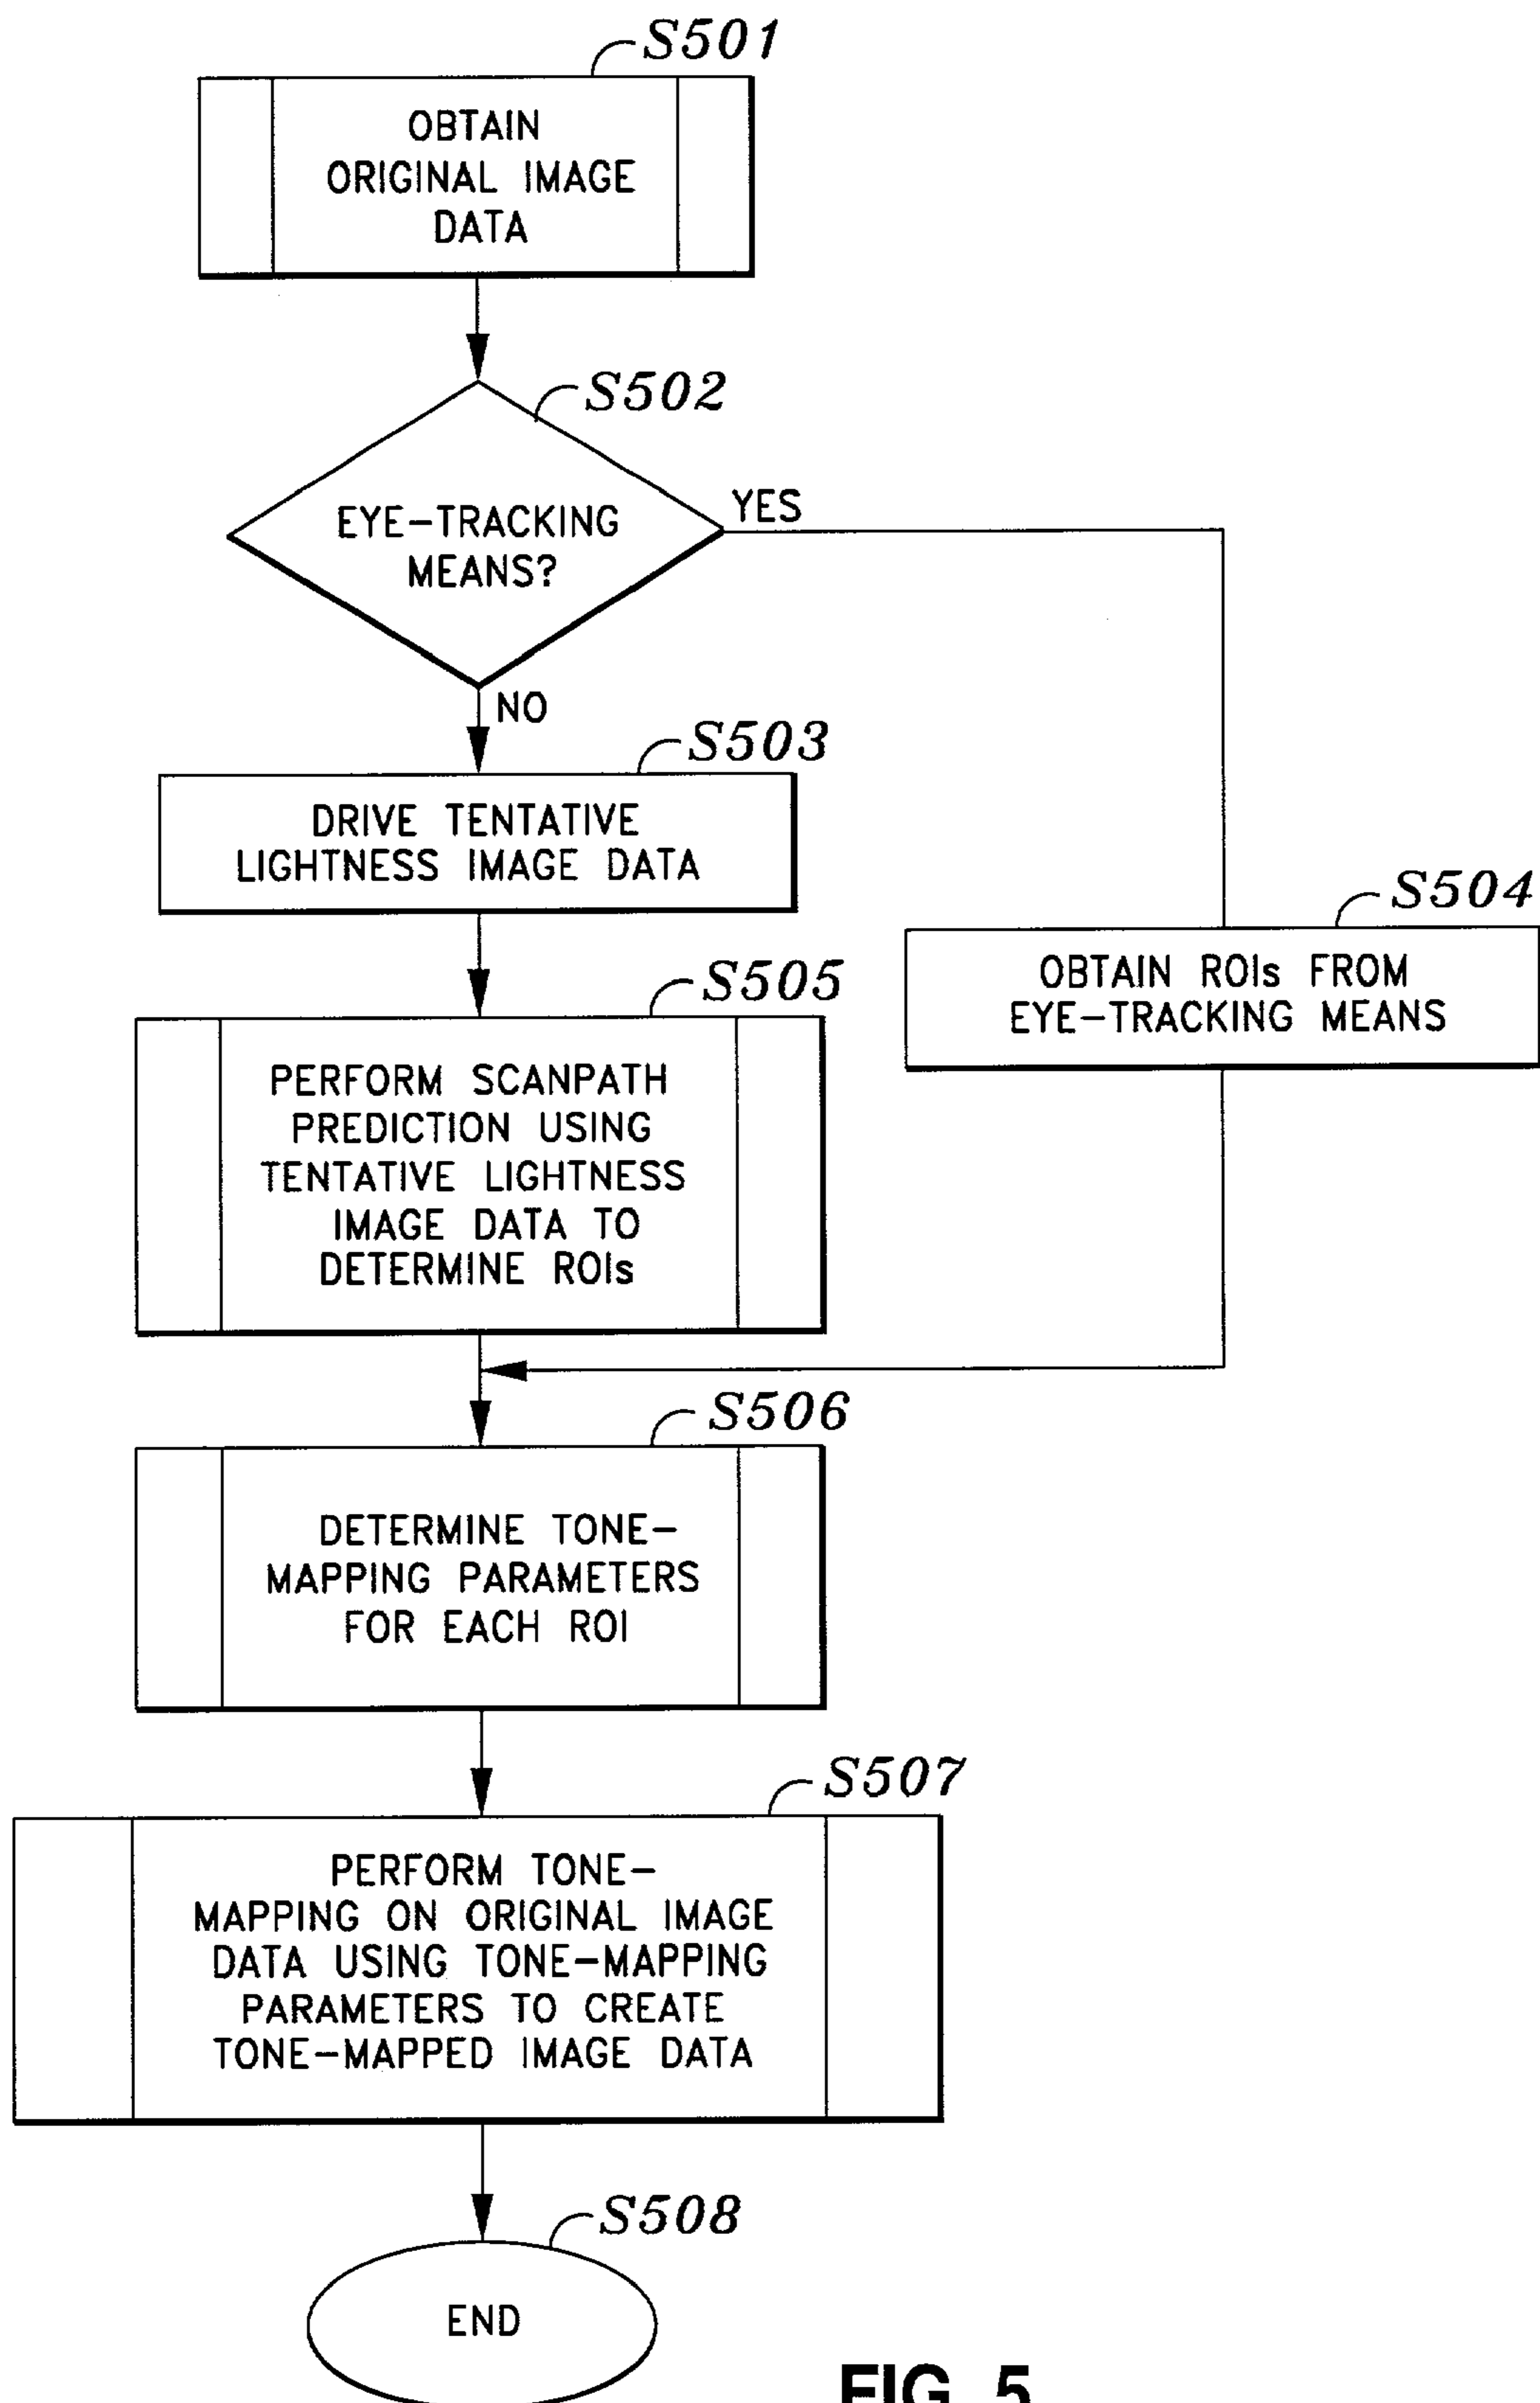 S501
OBTAIN
ORIGINAL IMAGE
DATA
S502
EYE-TRACKING
MEANS?
YES
NO
S503
DRIVE TENTATIVE
LIGHTNESS IMAGE DATA
S504
OBTAIN ROIs FROM
EYE-TRACKING MEANS
S505
PERFORM SCANPATH
PREDICTION USING
TENTATIVE LIGHTNESS
IMAGE DATA TO
DETERMINE ROIs
S506
DETERMINE TONE-
MAPPING PARAMETERS
FOR EACH ROI
S507
PERFORM TONE-
MAPPING ON ORIGINAL IMAGE
DATA USING TONE-MAPPING
PARAMETERS TO CREATE
TONE-MAPPED IMAGE DATA
S508
END
FIG. 5